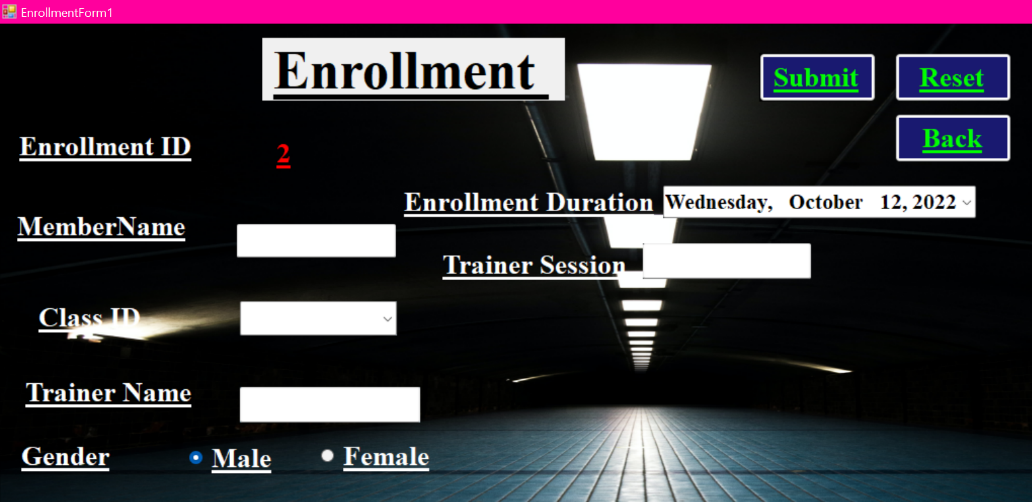 EnrollmentForm1
Enrollment
Submit
Reset
Back
Enrollment ID
2
Enrollment Duration
Wednesday, October 12, 2022
MemberName
Trainer Session
Class ID
Trainer Name
Gender
Male
Female